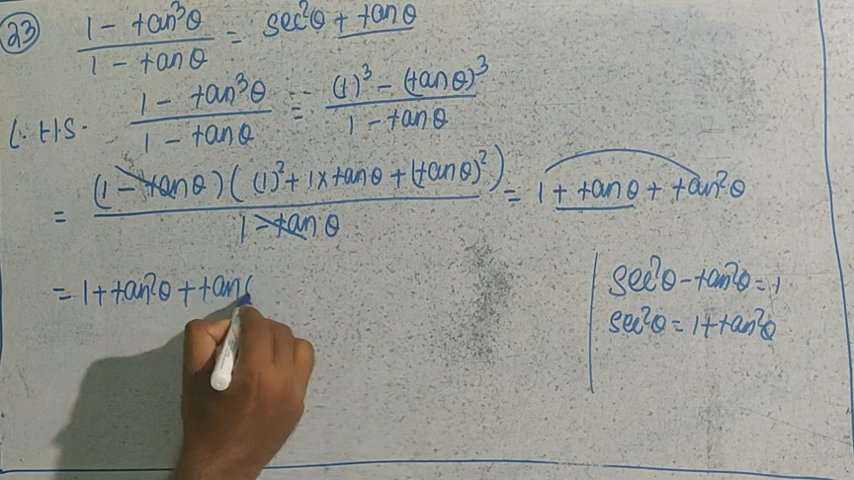 (23) (1 - tan³θ)/(1 - tanθ) = sec²θ + tanθ
L.H.S. (1 - tan³θ)/(1 - tanθ) = ((1)³ - (tanθ)³)/(1 - tanθ)
= (1 - tanθ)((1)² + 1×tanθ + (tanθ)²)/(1 - tanθ) = 1 + tanθ + tan²θ
= 1 + tan²θ + tan
sec²θ - tan²θ = 1
sec²θ = 1 + tan²θ